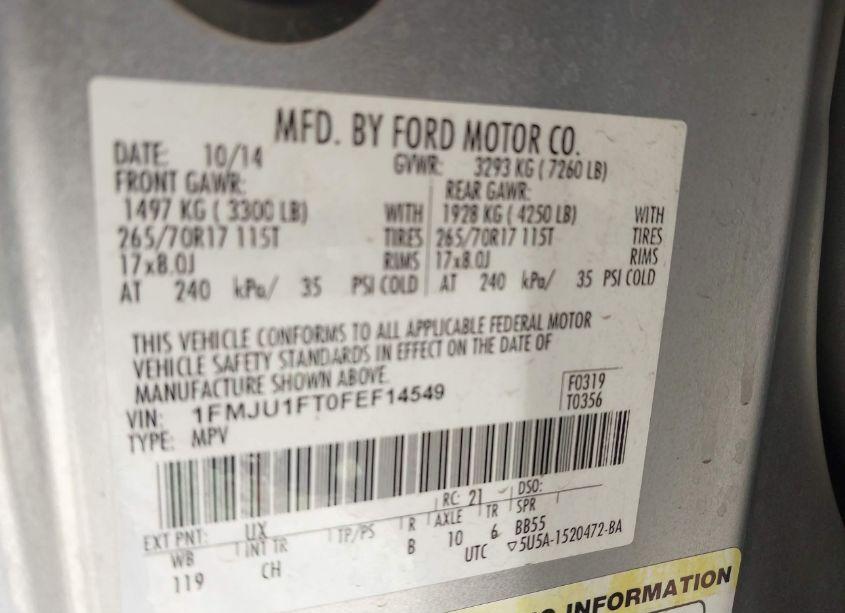 MFD. BY FORD MOTOR CO.
DATE: 10/14 GVWR: 3293 KG ( 7260 LB)
FRONT GAWR: REAR GAWR:
1497 KG ( 3300 LB) WITH 1928 KG ( 4250 LB) WITH
265/70R17 115T TIRES 265/70R17 115T TIRES
17x8.0J RIMS 17x8.0J RIMS
AT 240 kPa/ 35 PSI COLD AT 240 kPa/ 35 PSI COLD
THIS VEHICLE CONFORMS TO ALL APPLICABLE FEDERAL MOTOR
VEHICLE SAFETY STANDARDS IN EFFECT ON THE DATE OF
MANUFACTURE SHOWN ABOVE.
VIN: 1FMJU1FT0FEF14549 F0319
TYPE: MPV T0356
EXT PNT: UX RC: 21 DSO:
WB INT TR TP/PS R AXLE TR SPR
119 CH B 10 6 BB55
UTC ▽5U5A-1520472-BA
INFORMATION